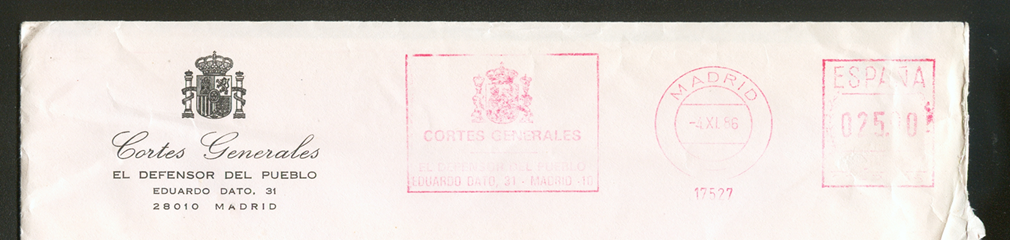 Cortes Generales
EL DEFENSOR DEL PUEBLO
EDUARDO DATO, 31
28010 MADRID
CORTES GENERALES
EL DEFENSOR DEL PUEBLO
EDUARDO DATO, 31 - MADRID -10
MADRID
-4.XI.86
17527
ESPAÑA
025.00